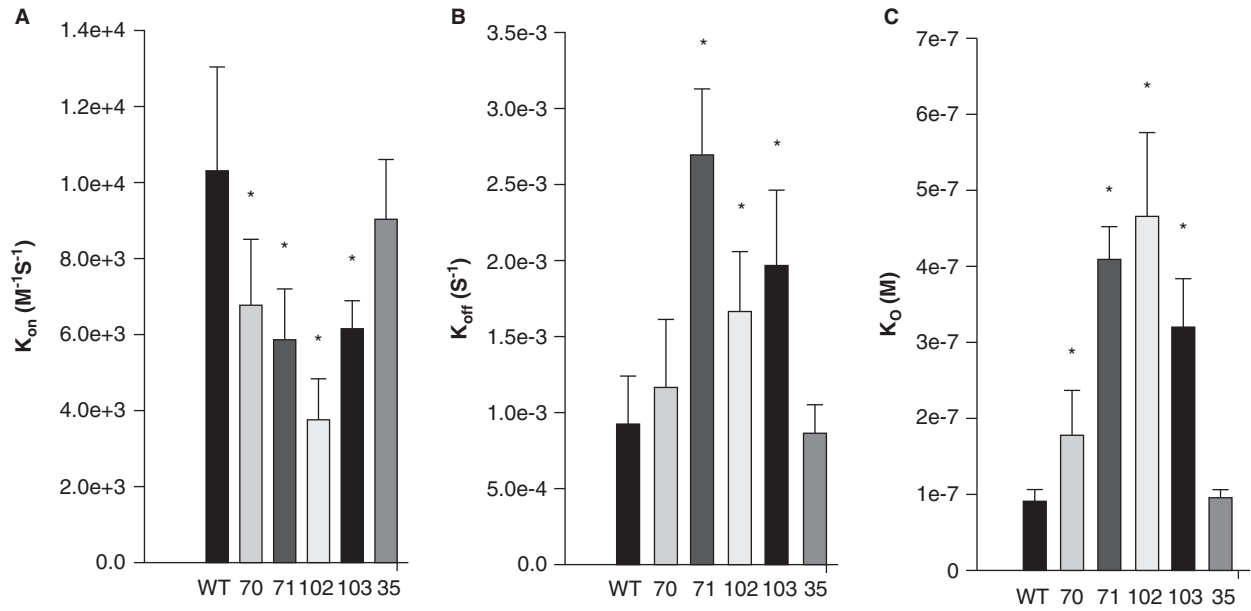 A
K_on (M⁻¹S⁻¹)
1.4e+4
1.2e+4
1.0e+4
8.0e+3
6.0e+3
4.0e+3
2.0e+3
0.0
*
*
*
*
WT 70 71 102 103 35
B
K_off (S⁻¹)
3.5e-3
3.0e-3
2.5e-3
2.0e-3
1.5e-3
1.0e-3
5.0e-4
0.0
*
*
*
WT 70 71 102 103 35
C
K_O (M)
7e-7
6e-7
5e-7
4e-7
3e-7
2e-7
1e-7
0
*
*
*
*
WT 70 71 102 103 35